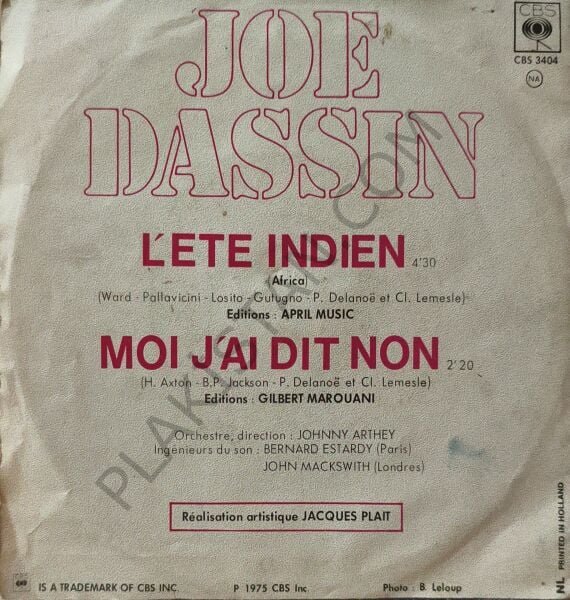 CBS
CBS 3404
NA
JOE
DASSIN
L'ETE INDIEN 4'30
(Africa)
(Ward - Pallavicini - Losito - Gutugno - P. Delanoë et Cl. Lemesle)
Editions : APRIL MUSIC
MOI J'AI DIT NON 2'20
(H. Axton - B.P. Jackson - P. Delanoë et Cl. Lemesle)
Editions : GILBERT MAROUANI
Orchestre, direction : JOHNNY ARTHEY
Ingénieurs du son : BERNARD ESTARDY (Paris)
JOHN MACKSWITH (Londres)
Réalisation artistique JACQUES PLAIT
CBS IS A TRADEMARK OF CBS INC. P 1975 CBS Inc. Photo : B. Leloup
NL PRINTED IN HOLLAND
PLAKISTAN.COM